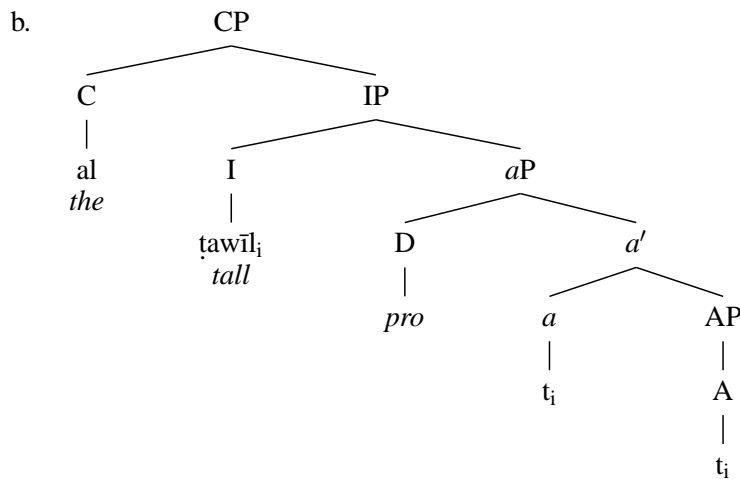 b. CP
C IP
al I aP
the
ṭawīlᵢ D a′
tall
pro a AP
tᵢ A
tᵢ